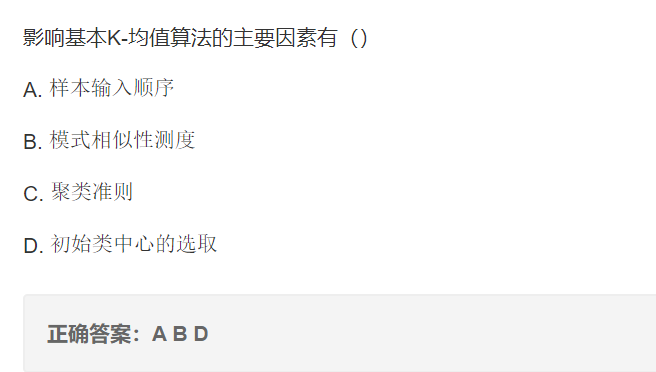 影响基本K-均值算法的主要因素有（）
A. 样本输入顺序
B. 模式相似性测度
C. 聚类准则
D. 初始类中心的选取
正确答案：A B D